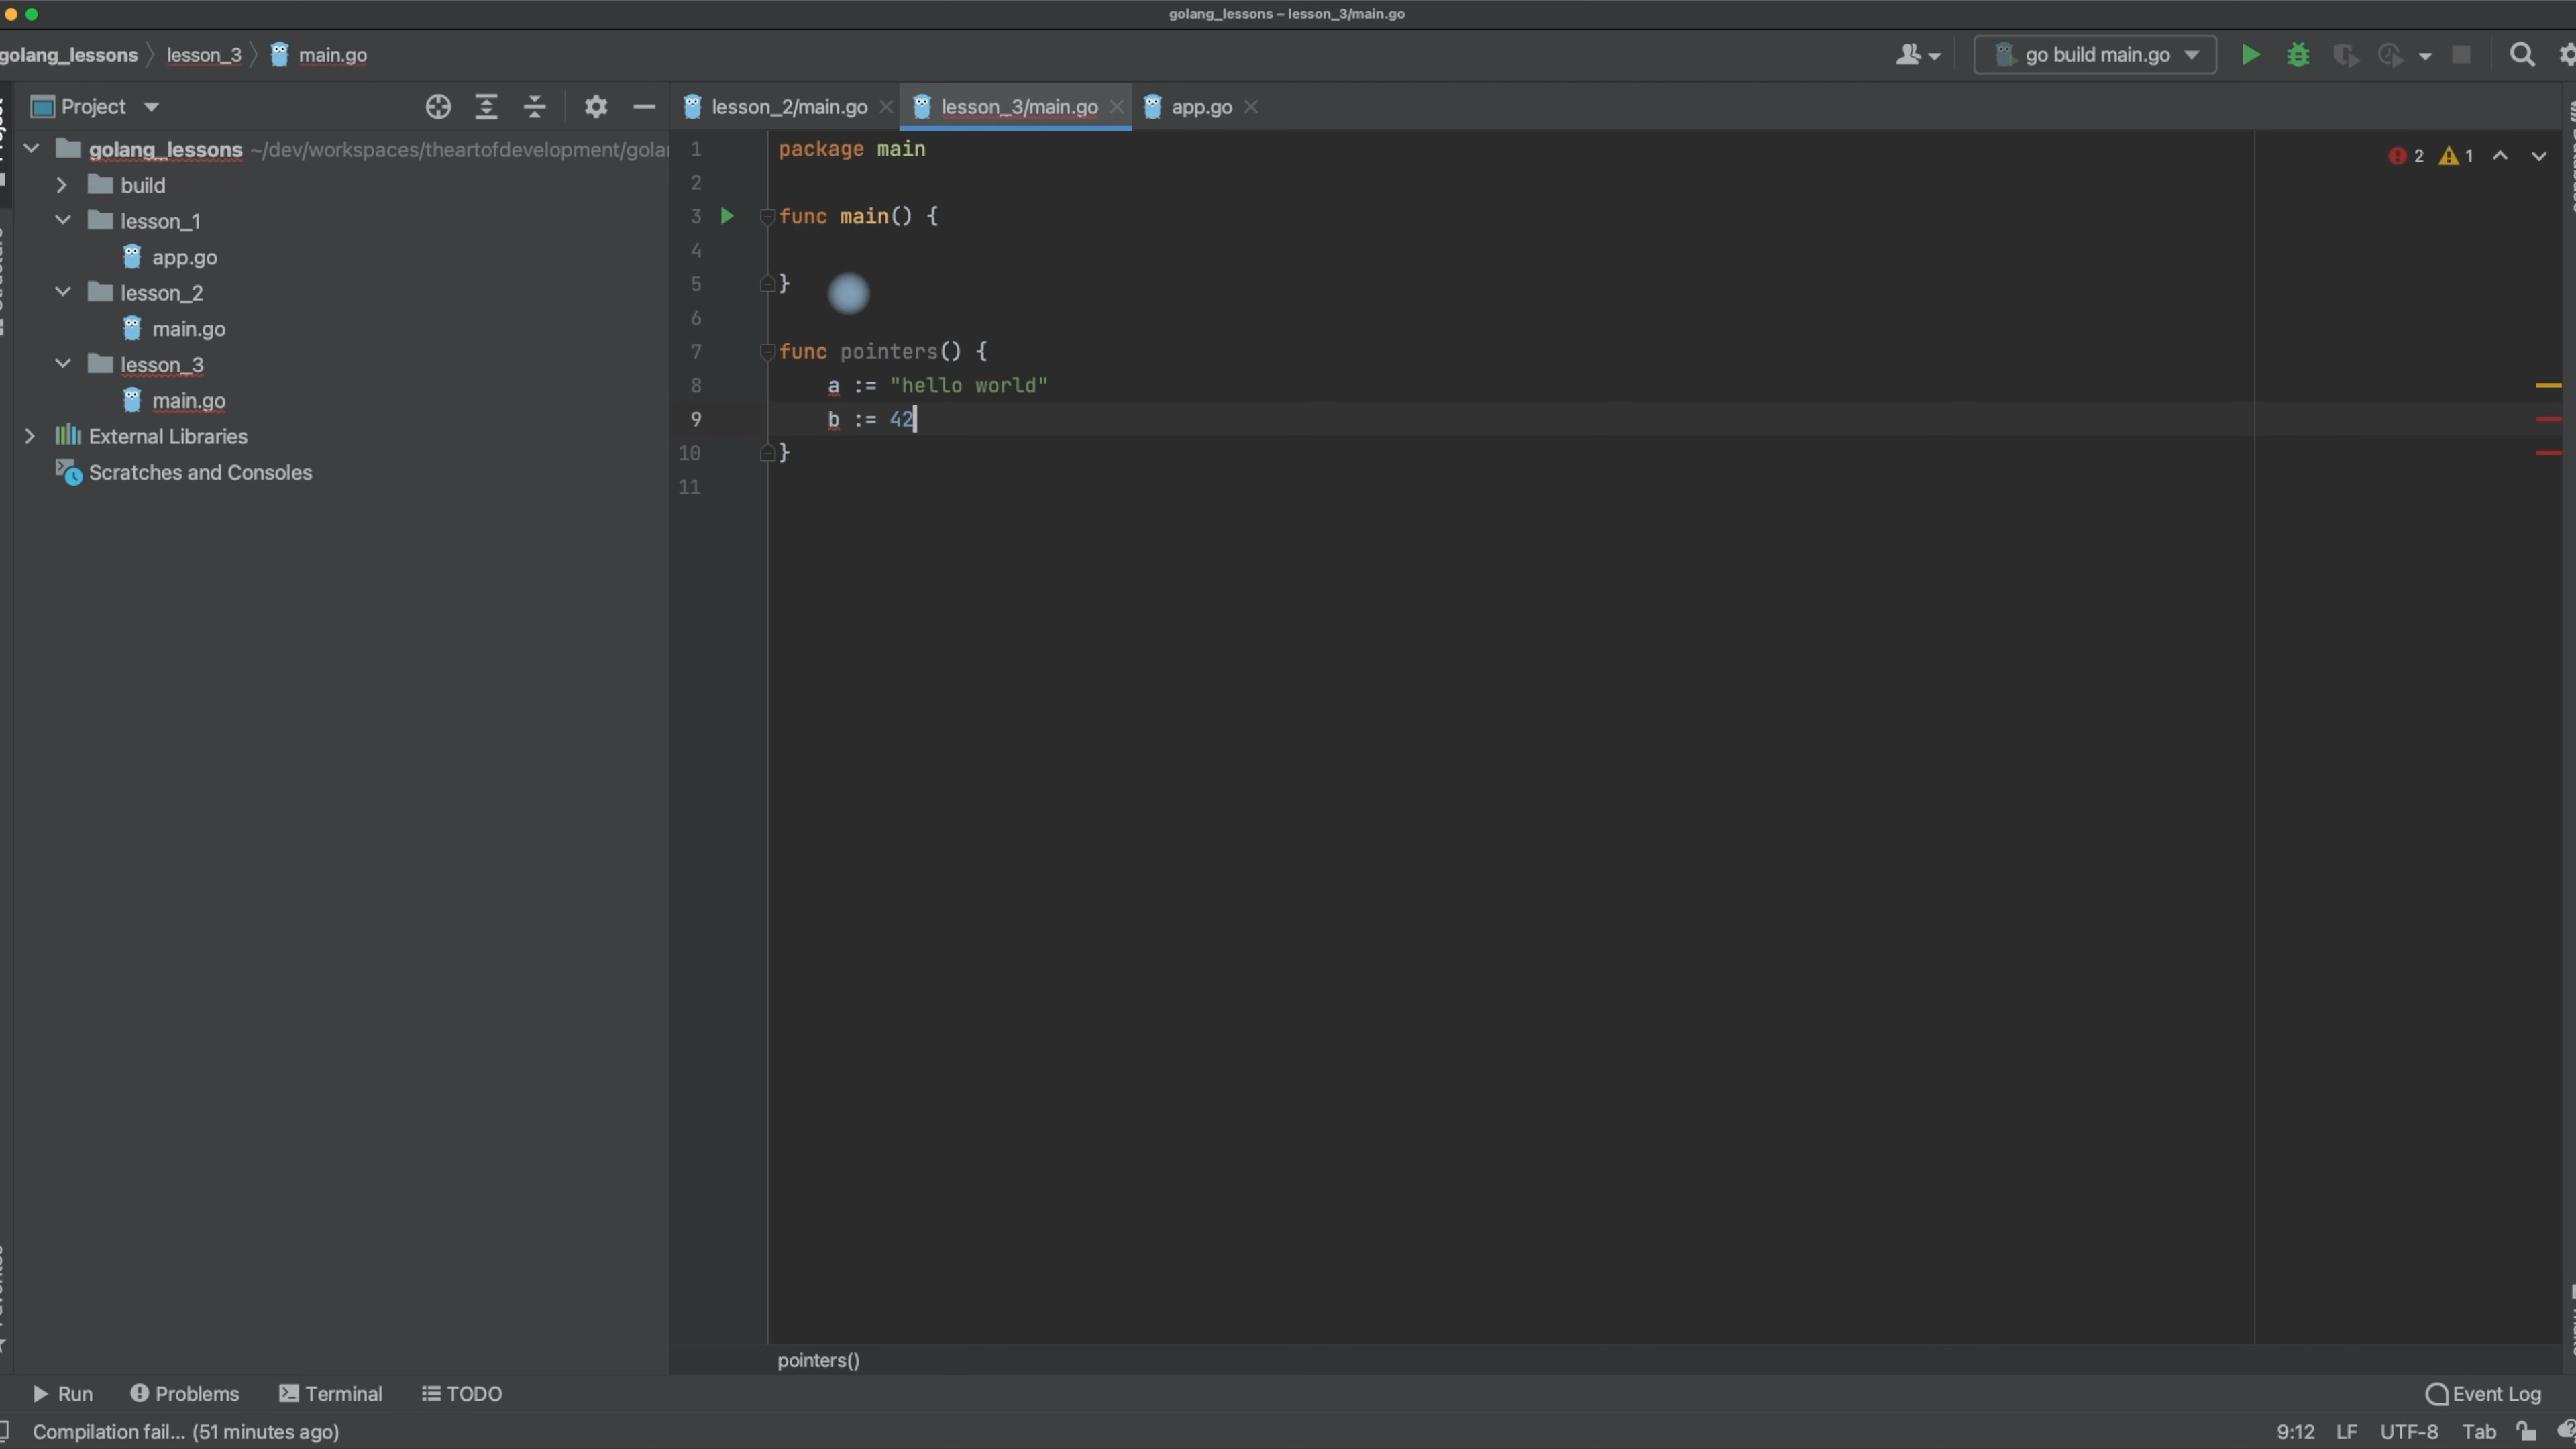 golang_lessons – lesson_3/main.go
golang_lessons lesson_3 main.go
go build main.go
Project
lesson_2/main.go lesson_3/main.go app.go
golang_lessons ~/dev/workspaces/theartofdevelopment/gola
build
lesson_1
app.go
lesson_2
main.go
lesson_3
main.go
External Libraries
Scratches and Consoles
1 package main
2
3 func main() {
4
5 }
6
7 func pointers() {
8 a := "hello world"
9 b := 42
10 }
11
2 1
pointers()
Run Problems Terminal TODO
Event Log
Compilation fail... (51 minutes ago)
9:12 LF UTF-8 Tab